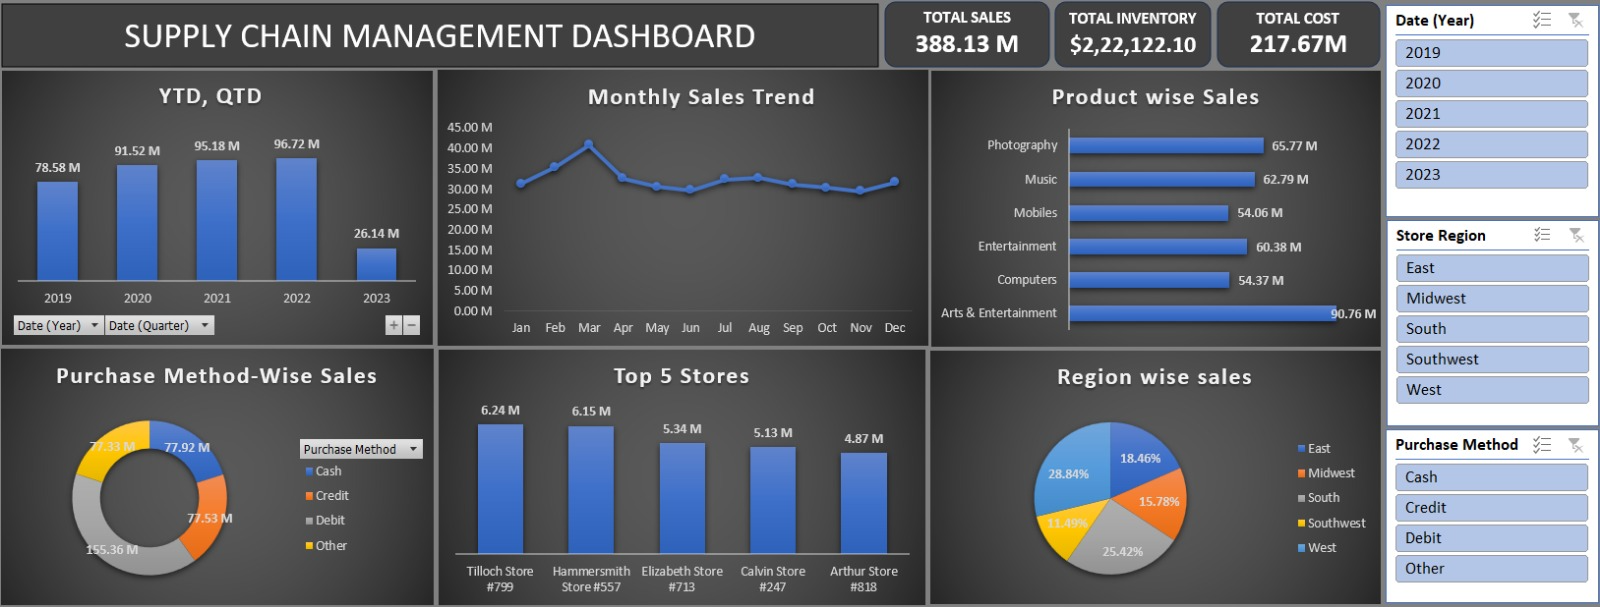 SUPPLY CHAIN MANAGEMENT DASHBOARD
TOTAL SALES
388.13 M
TOTAL INVENTORY
$2,22,122.10
TOTAL COST
217.67M
YTD, QTD
78.58 M
91.52 M
95.18 M
96.72 M
26.14 M
2019
2020
2021
2022
2023
Date (Year)
Date (Quarter)
+
−
Monthly Sales Trend
45.00 M
40.00 M
35.00 M
30.00 M
25.00 M
20.00 M
15.00 M
10.00 M
5.00 M
0.00 M
Jan Feb Mar Apr May Jun Jul Aug Sep Oct Nov Dec
Product wise Sales
Photography 65.77 M
Music 62.79 M
Mobiles 54.06 M
Entertainment 60.38 M
Computers 54.37 M
Arts & Entertainment 90.76 M
Purchase Method-Wise Sales
77.33 M
77.92 M
77.53 M
155.36 M
Purchase Method
Cash
Credit
Debit
Other
Top 5 Stores
6.24 M
6.15 M
5.34 M
5.13 M
4.87 M
Tilloch Store
#799
Hammersmith
Store #557
Elizabeth Store
#713
Calvin Store
#247
Arthur Store
#818
Region wise sales
18.46%
15.78%
25.42%
11.49%
28.84%
East
Midwest
South
Southwest
West
Date (Year)
2019
2020
2021
2022
2023
Store Region
East
Midwest
South
Southwest
West
Purchase Method
Cash
Credit
Debit
Other